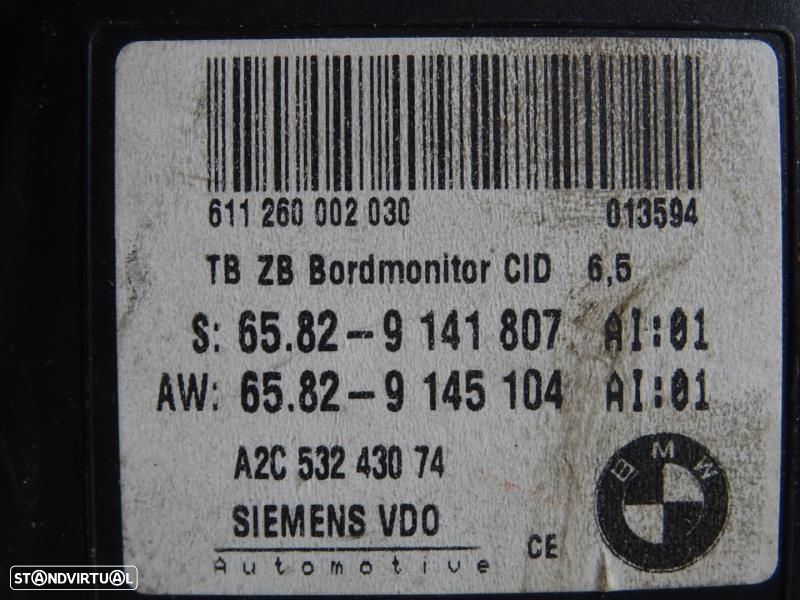 611 260 002 030 013594
TB ZB Bordmonitor CID 6,5
S: 65.82-9 141 807 AI:01
AW: 65.82-9 145 104 AI:01
A2C 532 430 74
SIEMENS VDO
Automotive CE
BMW
STANDVIRTUAL